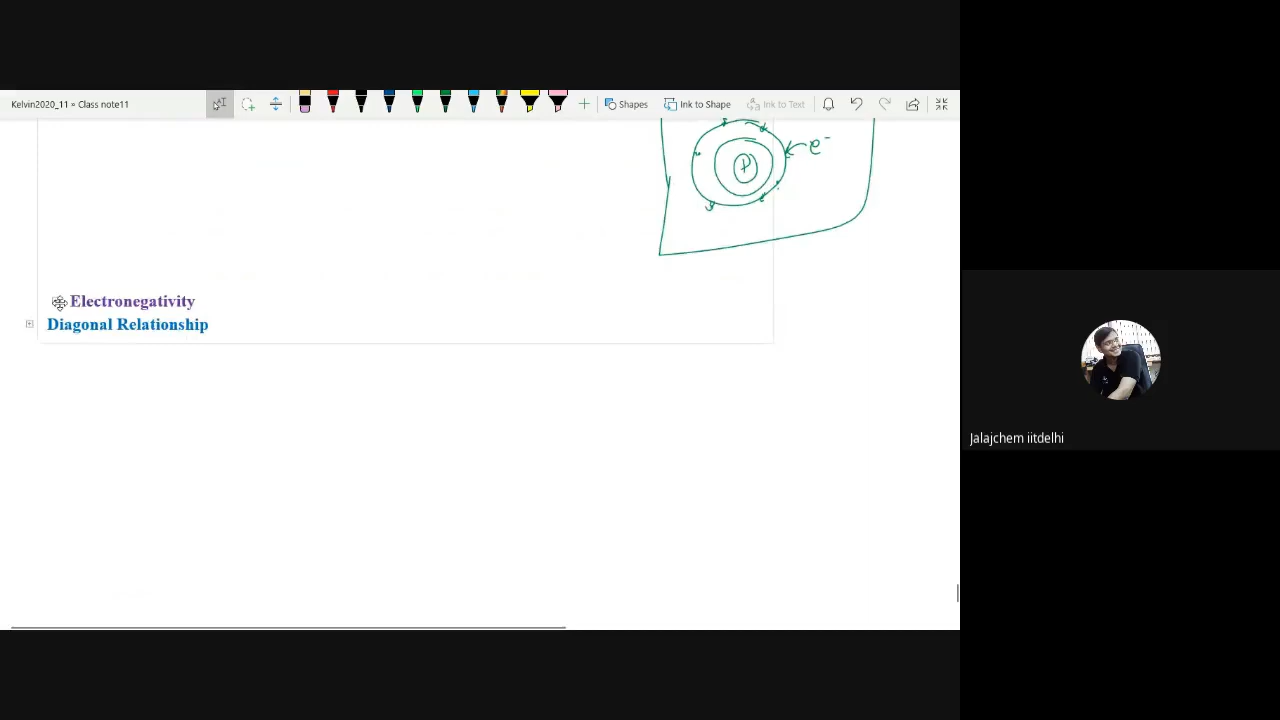 Kelvin2020_11 » Class note11
Shapes
Ink to Shape
Ink to Text
e⁻
P
Electronegativity
Diagonal Relationship
Jalajchem iitdelhi